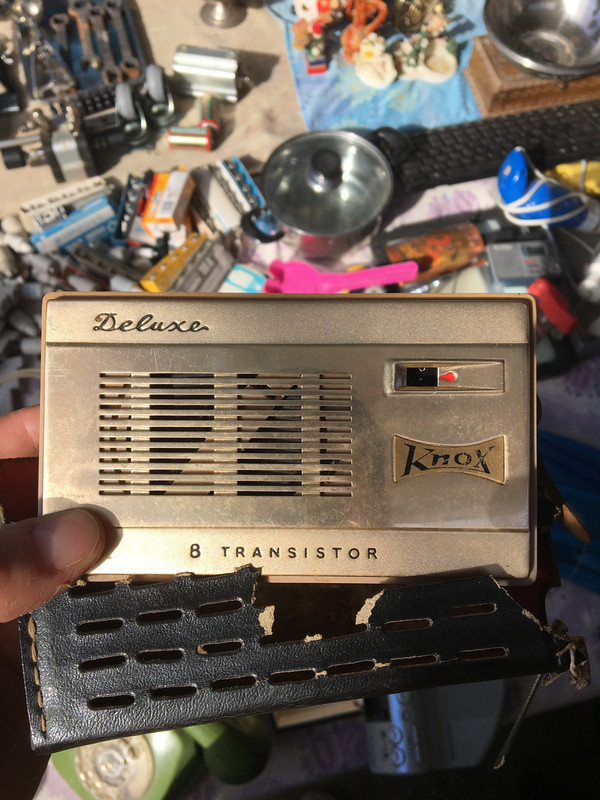 Deluxe
Knox
8 TRANSISTOR